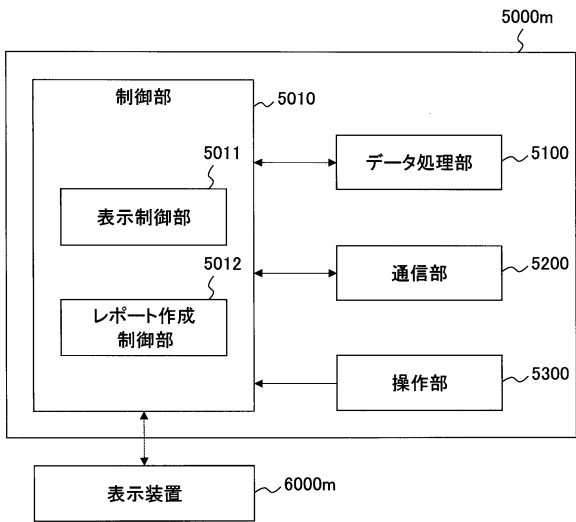 5000m
制御部
5010
5011
表示制御部
5012
レポート作成
制御部
データ処理部
5100
通信部
5200
操作部
5300
表示装置
6000m